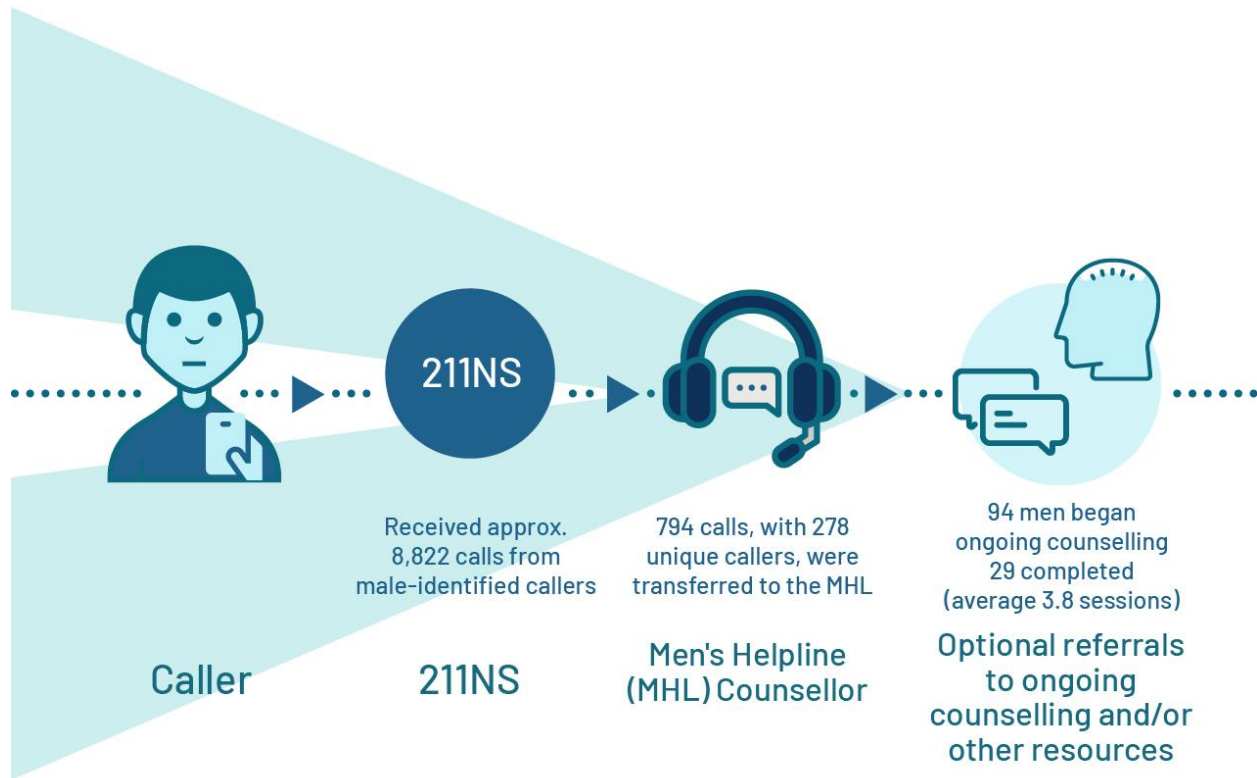 211NS
Received approx.
8,822 calls from
male-identified callers
794 calls, with 278
unique callers, were
transferred to the MHL
94 men began
ongoing counselling
29 completed
(average 3.8 sessions)
Caller
211NS
Men's Helpline
(MHL) Counsellor
Optional referrals
to ongoing
counselling and/or
other resources